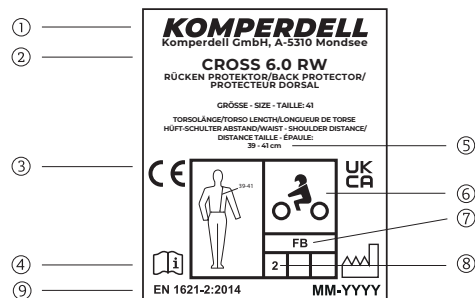 ① KOMPERDELL
Komperdell GmbH, A-5310 Mondsee
② CROSS 6.0 RW
RÜCKEN PROTEKTOR/BACK PROTECTOR/
PROTECTEUR DORSAL
GRÖSSE - SIZE - TAILLE: 41
TORSOLÄNGE/TORSO LENGTH/LONGUEUR DE TORSE
HÜFT-SCHULTER ABSTAND/WAIST - SHOULDER DISTANCE/
DISTANCE TAILLE - ÉPAULE:
39 - 41 cm ⑤
③ CE UK
CA
39-41 ⑥
FB ⑦
④ i 2 ⑧
⑨ EN 1621-2:2014 MM-YYYY